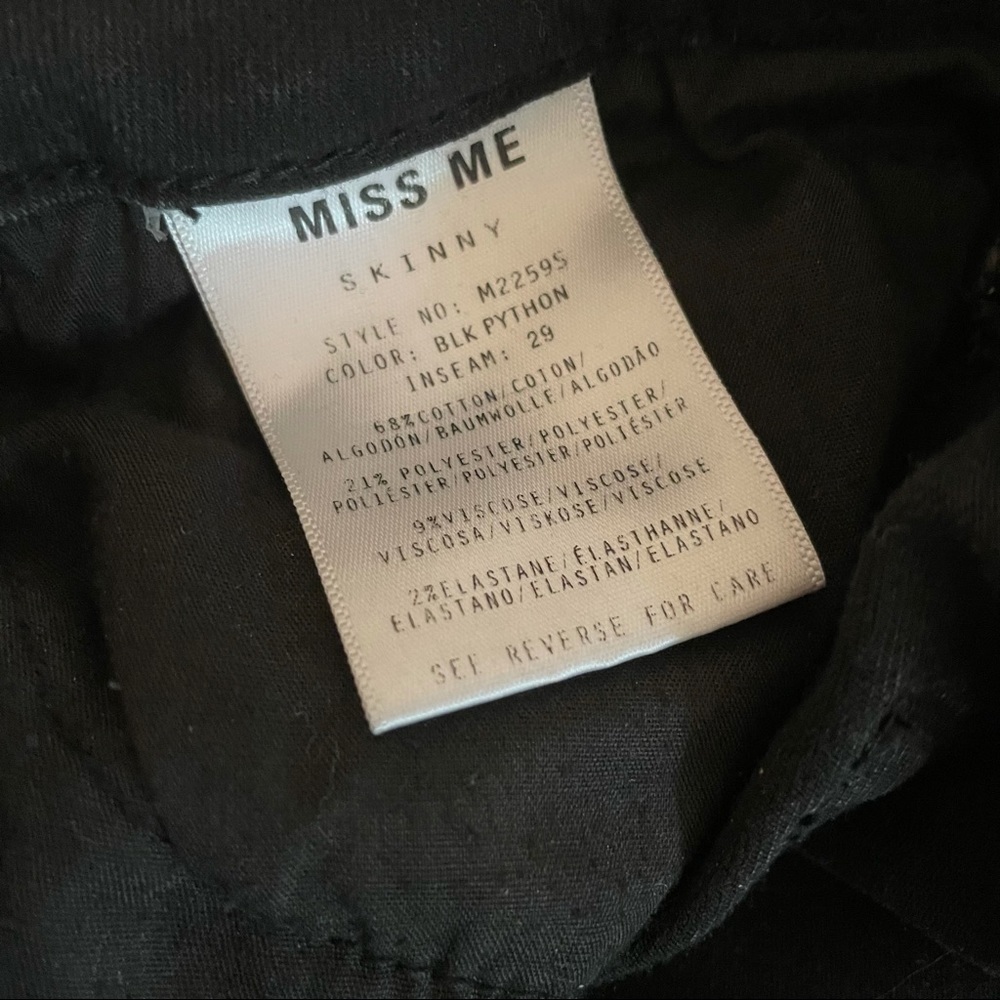 MISS ME
SKINNY
STYLE NO: M2259S
COLOR: BLK PYTHON
INSEAM: 29
68%COTTON/COTON/
ALGODÓN/BAUMWOLLE/ALGODÃO
21% POLYESTER/POLYESTER/
POLIÉSTER/POLYESTER/POLIÉSTER
9%VISCOSE/VISCOSE/
VISCOSA/VISKOSE/VISCOSE
2%ELASTANE/ÉLASTHANNE/
ELASTANO/ELASTAN/ELASTANO
SEE REVERSE FOR CARE